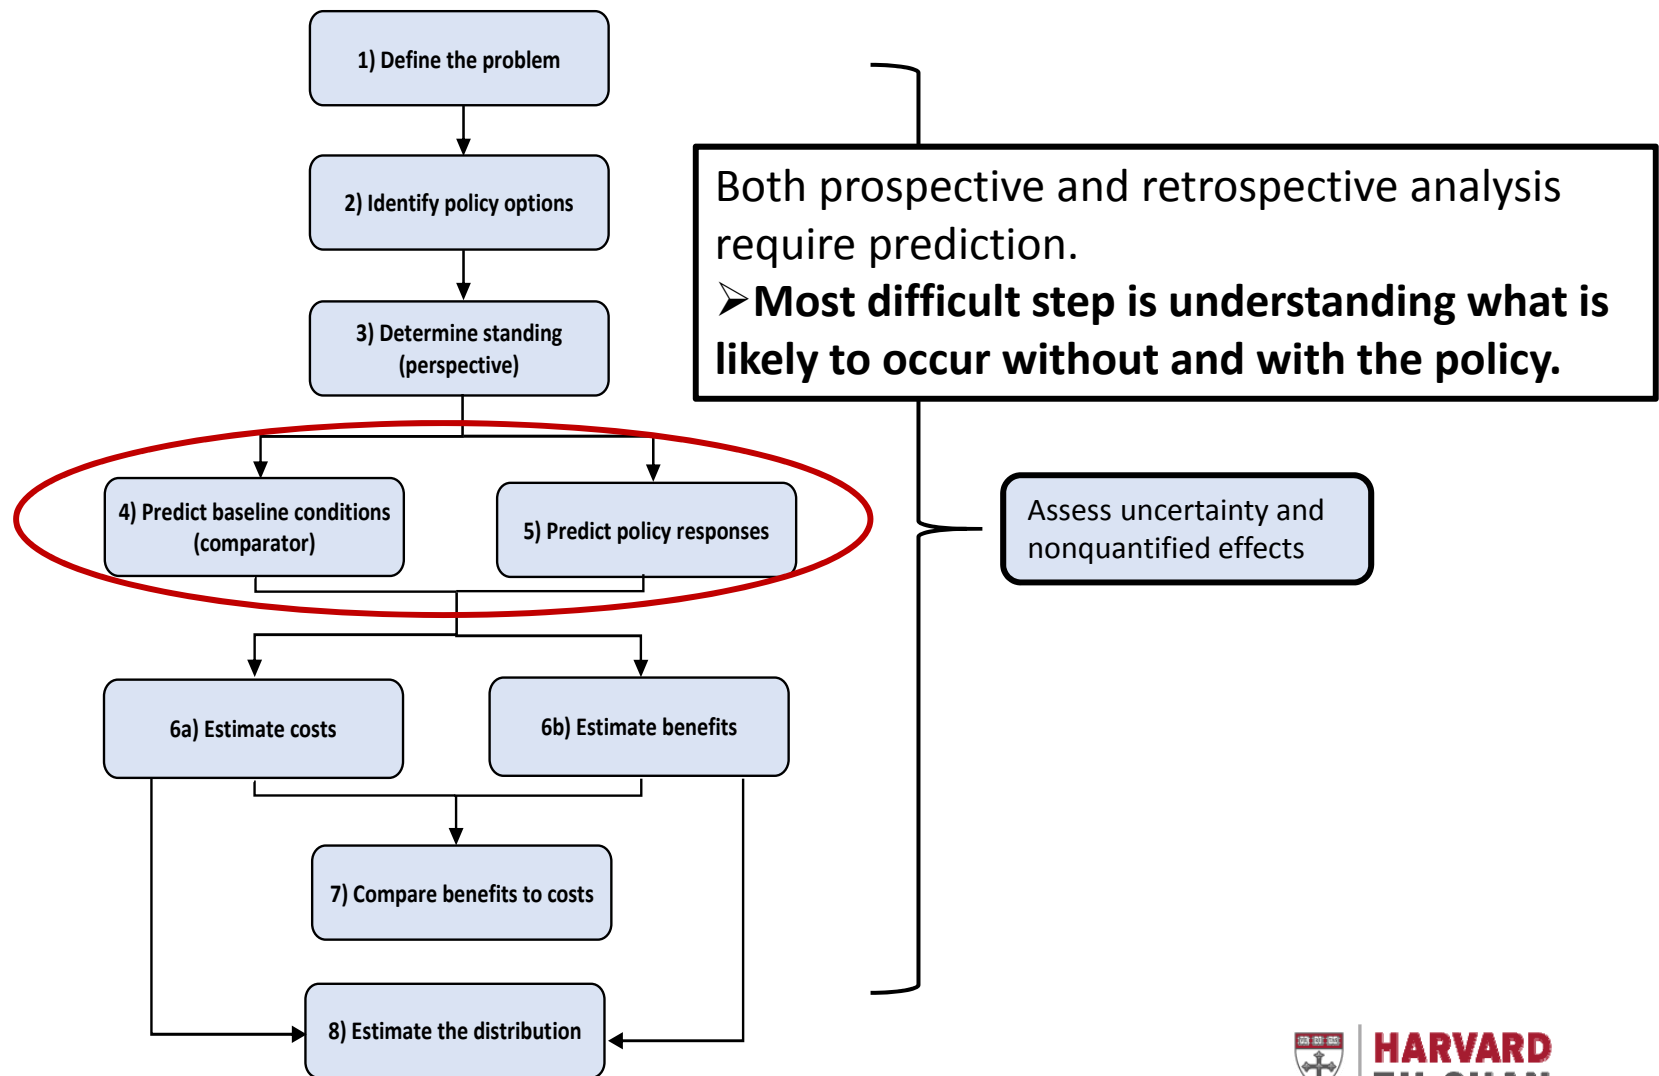 1) Define the problem
2) Identify policy options
3) Determine standing
(perspective)
4) Predict baseline conditions
(comparator)
5) Predict policy responses
6a) Estimate costs
6b) Estimate benefits
7) Compare benefits to costs
8) Estimate the distribution
Both prospective and retrospective analysis
require prediction.
➢Most difficult step is understanding what is
likely to occur without and with the policy.
Assess uncertainty and
nonquantified effects
HARVARD